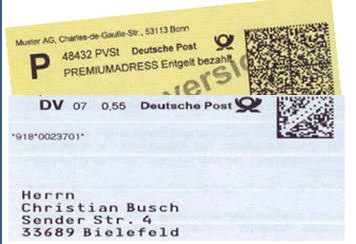 Muster AG, Charles-de-Gaulle-Str., 53113 Bonn
P 48432 PVSt Deutsche Post
PREMIUMADRESS Entgelt bezahlt
DV 07 0,55 Deutsche Post
*918*0023701*
Herrn
Christian Busch
Sender Str. 4
33689 Bielefeld